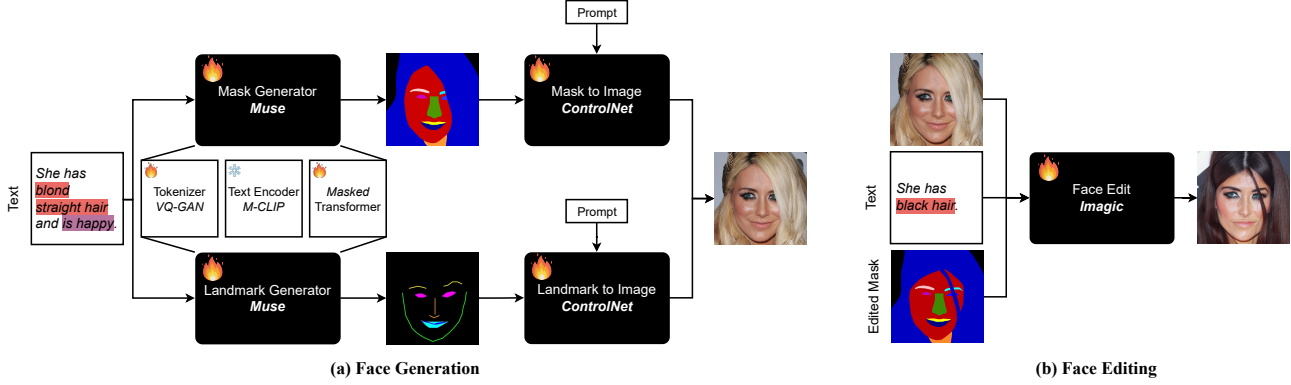 Prompt
Mask Generator
Muse
Mask to Image
ControlNet
Text
She has
blond
straight hair
and is happy.
Tokenizer
VQ-GAN
Text Encoder
M-CLIP
Masked
Transformer
Prompt
Landmark Generator
Muse
Landmark to Image
ControlNet
(a) Face Generation
Text
She has
black hair.
Face Edit
Imagic
Edited Mask
(b) Face Editing